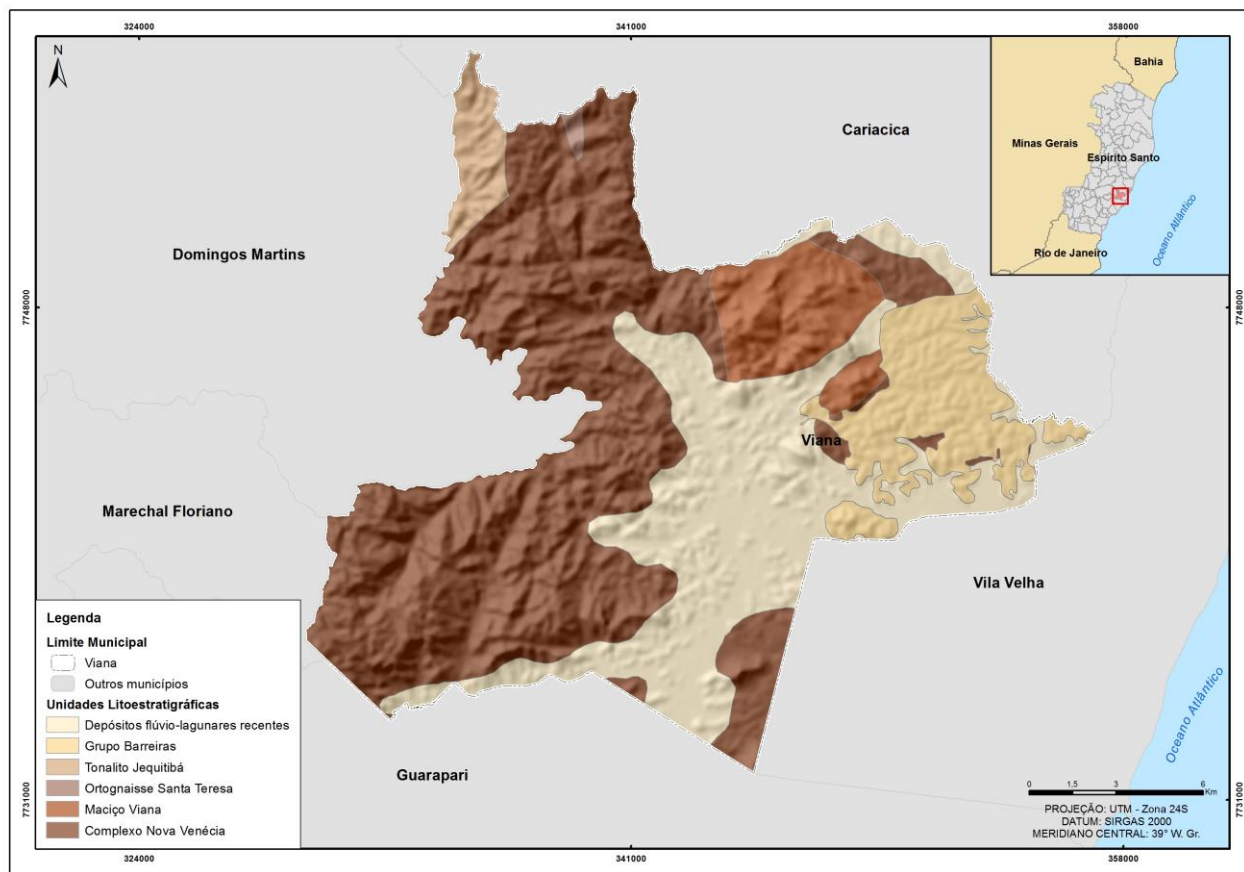 324000
341000
358000
N
Bahia
Minas Gerais
Espírito Santo
Rio de Janeiro
Oceano Atlântico
Cariacica
Domingos Martins
7748000
7748000
Viana
Marechal Floriano
Vila Velha
Guarapari
Oceano Atlântico
Legenda
Limite Municipal
Viana
Outros municípios
Unidades Litoestratigráficas
Depósitos flúvio-lagunares recentes
Grupo Barreiras
Tonalito Jequitibá
Ortognaisse Santa Teresa
Maciço Viana
Complexo Nova Venécia
0 1,5 3 6
Km
PROJEÇÃO: UTM - Zona 24S
DATUM: SIRGAS 2000
MERIDIANO CENTRAL: 39° W. Gr.
7731000
7731000
324000
341000
358000